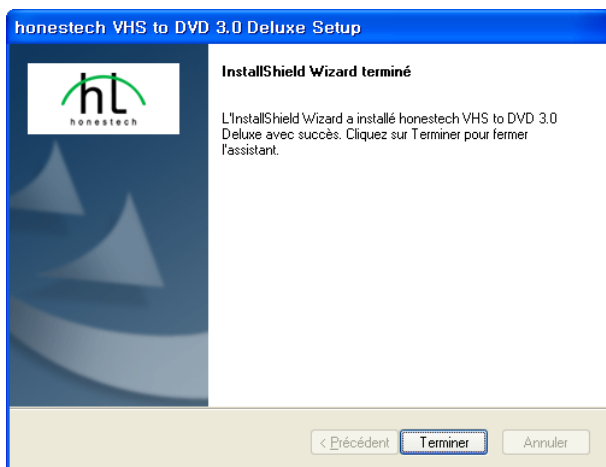 honestech VHS to DVD 3.0 Deluxe Setup
hL
honestech
InstallShield Wizard terminé
L'InstallShield Wizard a installé honestech VHS to DVD 3.0
Deluxe avec succès. Cliquez sur Terminer pour fermer
l'assistant.
< Précédent
Terminer
Annuler